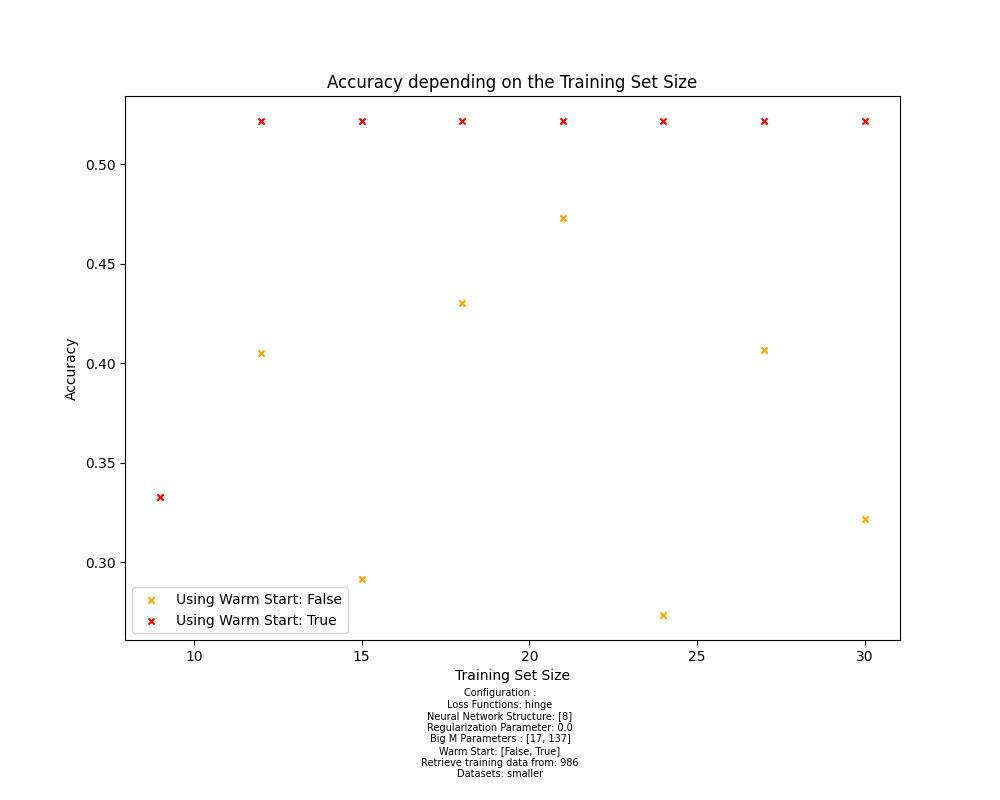 Accuracy depending on the Training Set Size
Accuracy
0.50
0.45
0.40
0.35
0.30
Using Warm Start: False
Using Warm Start: True
10 15 20 25 30
Training Set Size
Configuration :
Loss Functions: hinge
Neural Network Structure: [8]
Regularization Parameter: 0.0
Big M Parameters : [17, 137]
Warm Start: [False, True]
Retrieve training data from: 986
Datasets: smaller